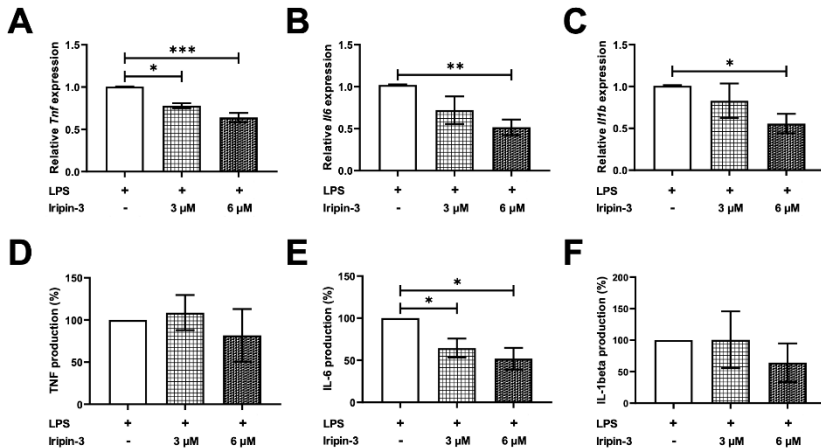 A
Relative Tnf expression
1.5
1.0
0.5
0.0
*
***
LPS + + +
Iripin-3 - 3 µM 6 µM
B
Relative Il6 expression
1.5
1.0
0.5
0.0
**
LPS + + +
Iripin-3 - 3 µM 6 µM
C
Relative Il1b expression
1.5
1.0
0.5
0.0
*
LPS + + +
Iripin-3 - 3 µM 6 µM
D
TNF production (%)
150
100
50
0
LPS + + +
Iripin-3 - 3 µM 6 µM
E
IL-6 production (%)
150
100
50
0
*
*
LPS + + +
Iripin-3 - 3 µM 6 µM
F
IL-1beta production (%)
200
150
100
50
0
LPS + + +
Iripin-3 - 3 µM 6 µM